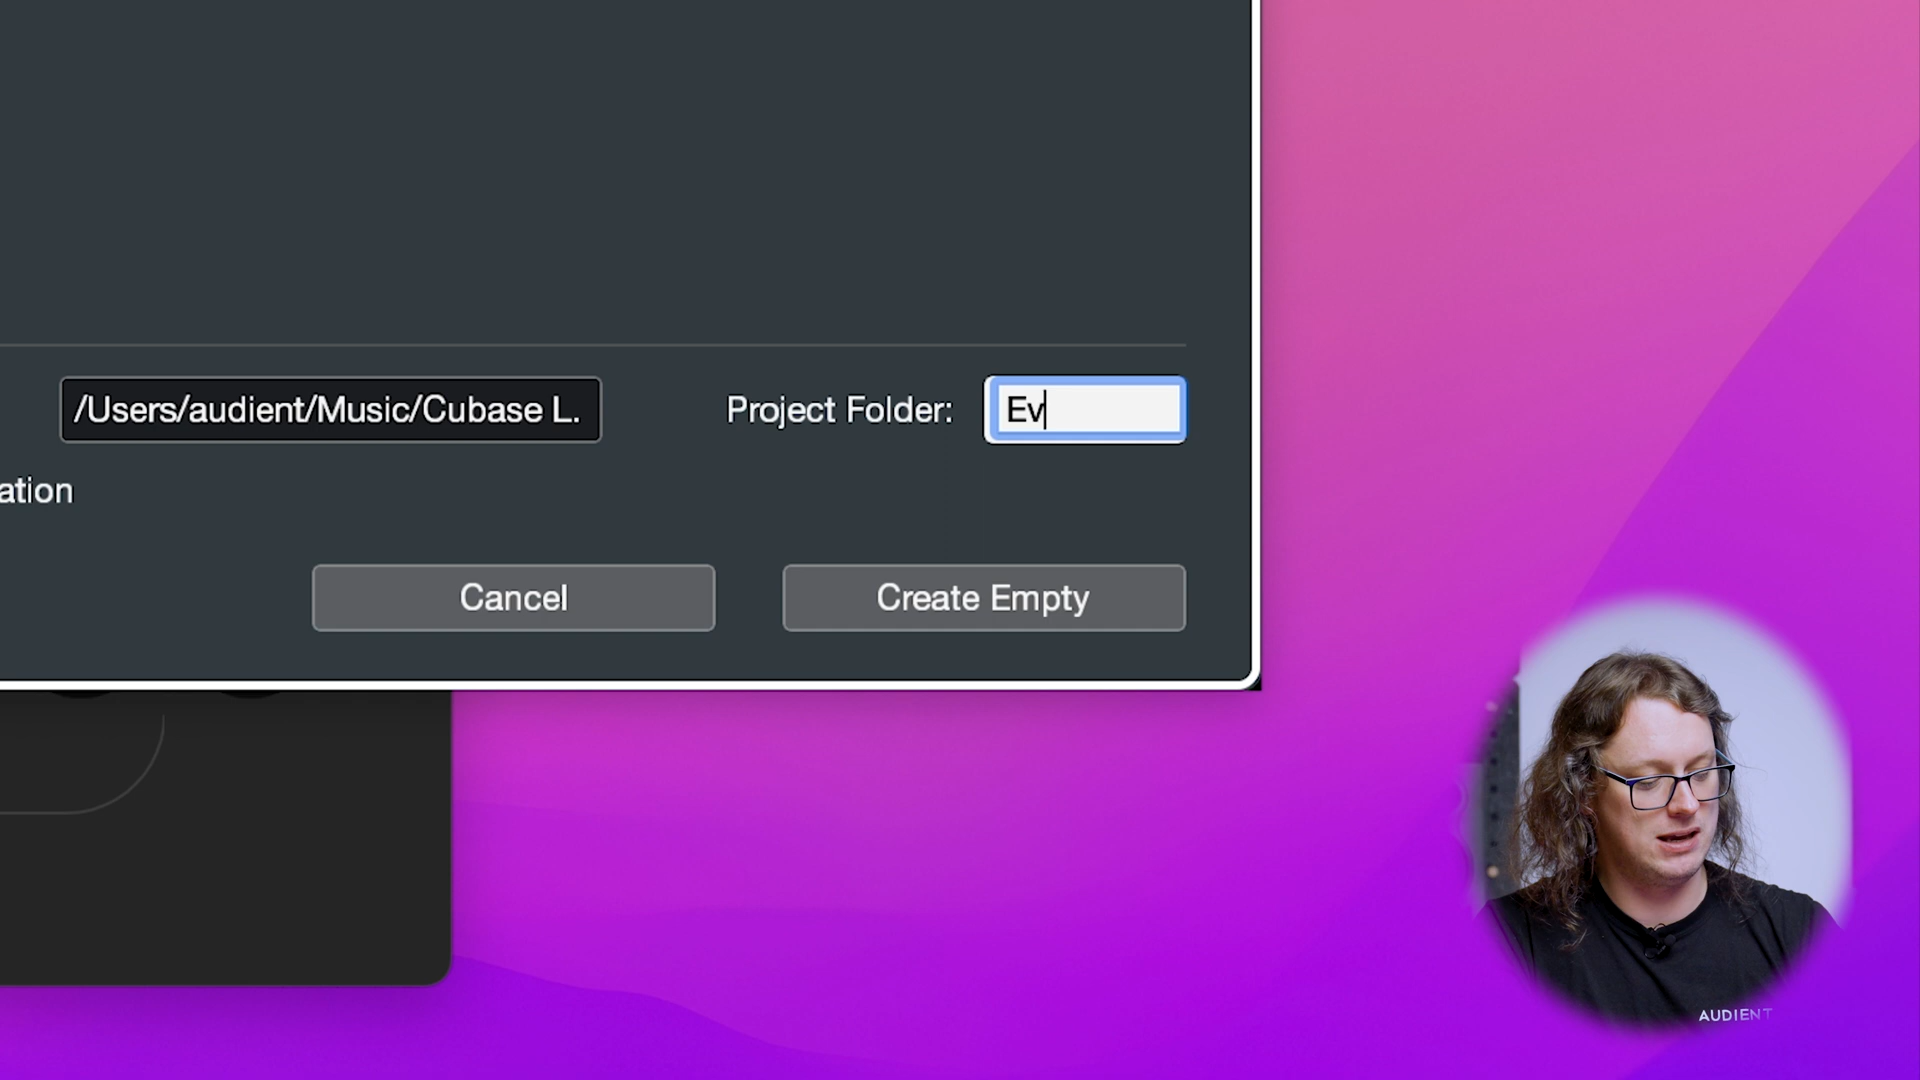 /Users/audient/Music/Cubase L.
Project Folder:
Ev
ation
Cancel
Create Empty
AUDIENT